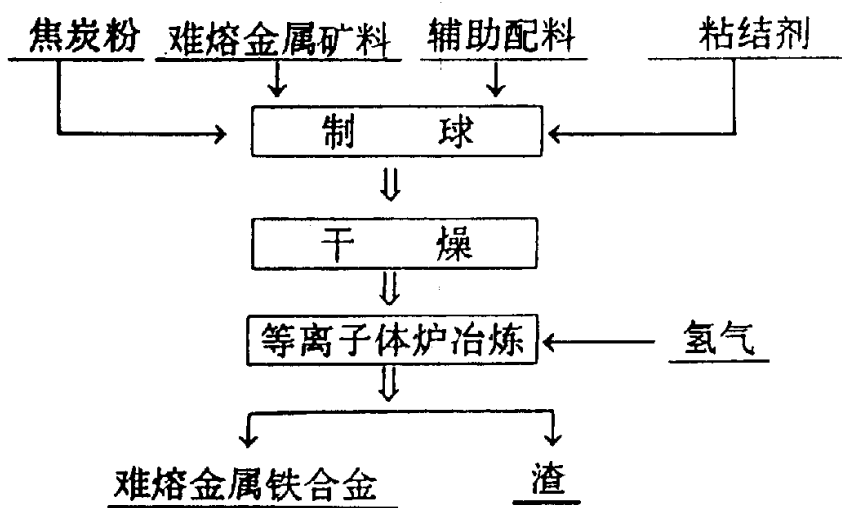 焦炭粉 难熔金属矿料 辅助配料 粘结剂
制 球
干 燥
等离子体炉冶炼 氢气
难熔金属铁合金 渣